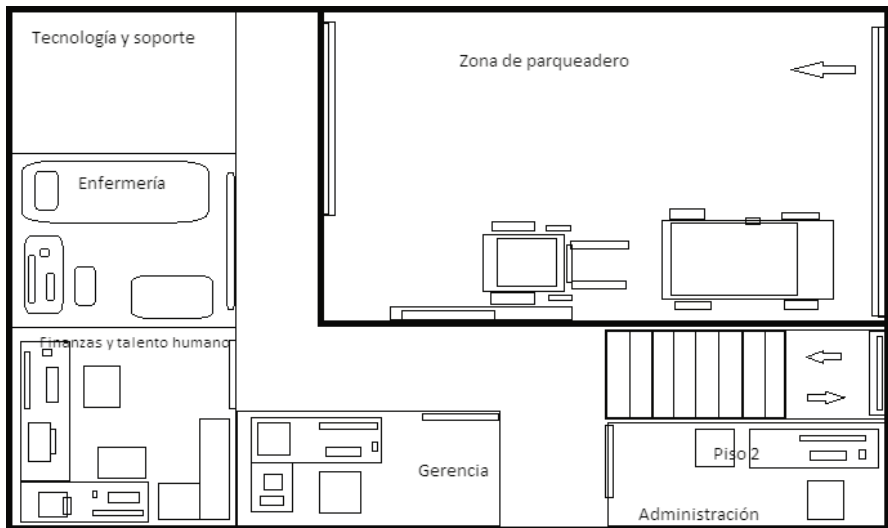 Tecnología y soporte
Zona de parqueadero
Enfermería
Finanzas y talento humano
Gerencia
Piso 2
Administración